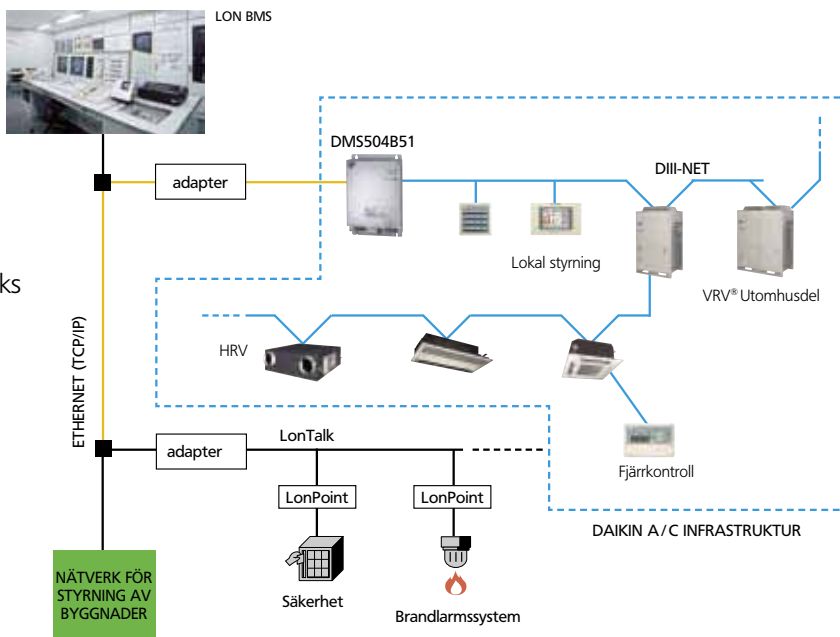 LON BMS
DMS504B51
DIII-NET
adapter
Lokal styrning
VRV® Utomhusdel
ks
HRV
ETHERNET (TCP/IP)
Fjärrkontroll
LonTalk
adapter
LonPoint
LonPoint
DAIKIN A/C INFRASTRUKTUR
Säkerhet
Brandlarmssystem
NÄTVERK FÖR
STYRNING AV
BYGGNADER